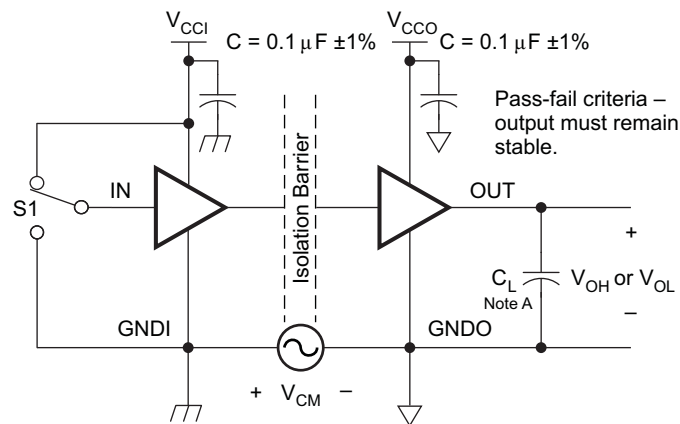 V_CCI
C = 0.1 μF ±1%
V_CCO
C = 0.1 μF ±1%
Pass-fail criteria –
output must remain
stable.
Isolation Barrier
S1
IN
OUT
+
C_L
Note A
V_OH or V_OL
–
GNDI
GNDO
+ V_CM –